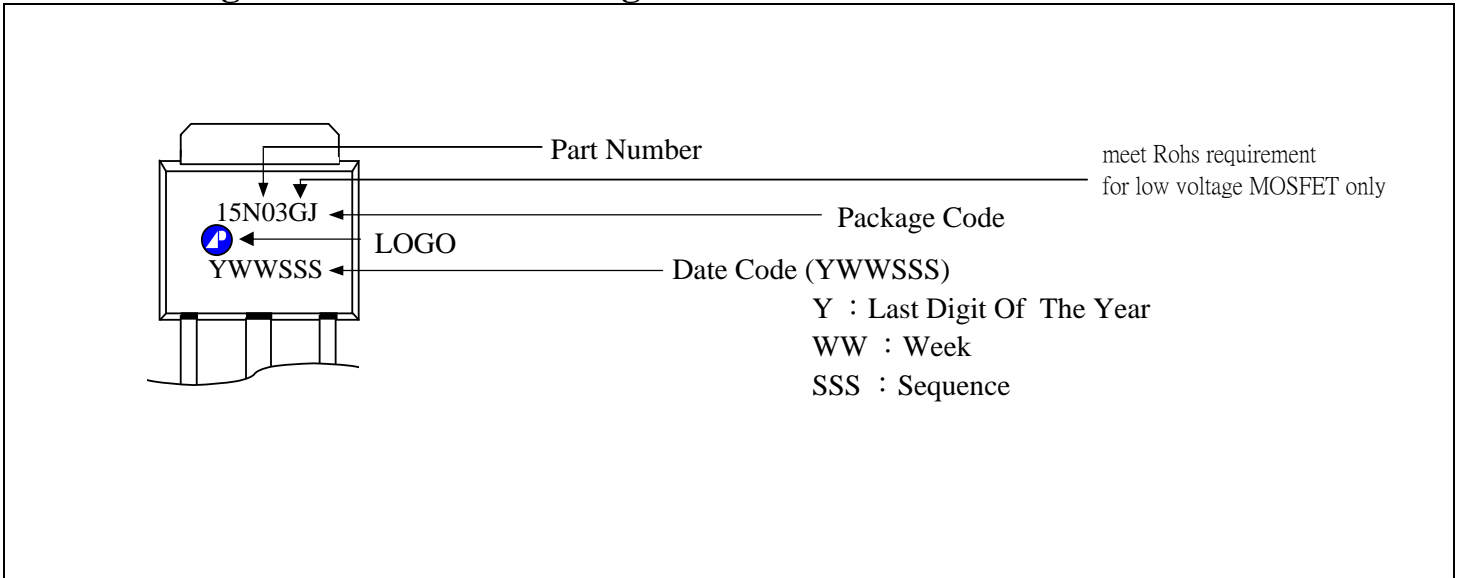 Part Number
meet Rohs requirement
for low voltage MOSFET only
15N03GJ
Package Code
LOGO
YWWSSS
Date Code (YWWSSS)
Y : Last Digit Of The Year
WW : Week
SSS : Sequence